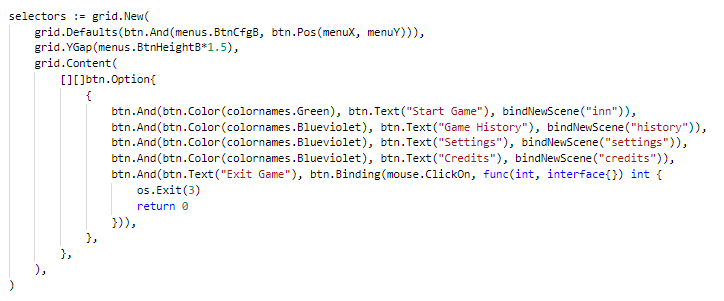 selectors := grid.New(
    grid.Defaults(btn.And(menus.BtnCfgB, btn.Pos(menuX, menuY))),
    grid.YGap(menus.BtnHeightB*1.5),
    grid.Content(
        [][]btn.Option{
            {
                btn.And(btn.Color(colornames.Green), btn.Text("Start Game"), bindNewScene("inn")),
                btn.And(btn.Color(colornames.Blueviolet), btn.Text("Game History"), bindNewScene("history")),
                btn.And(btn.Color(colornames.Blueviolet), btn.Text("Settings"), bindNewScene("settings")),
                btn.And(btn.Color(colornames.Blueviolet), btn.Text("Credits"), bindNewScene("credits")),
                btn.And(btn.Text("Exit Game"), btn.Binding(mouse.ClickOn, func(int, interface{}) int {
                    os.Exit(3)
                    return 0
                })),
            },
        },
    ),
)